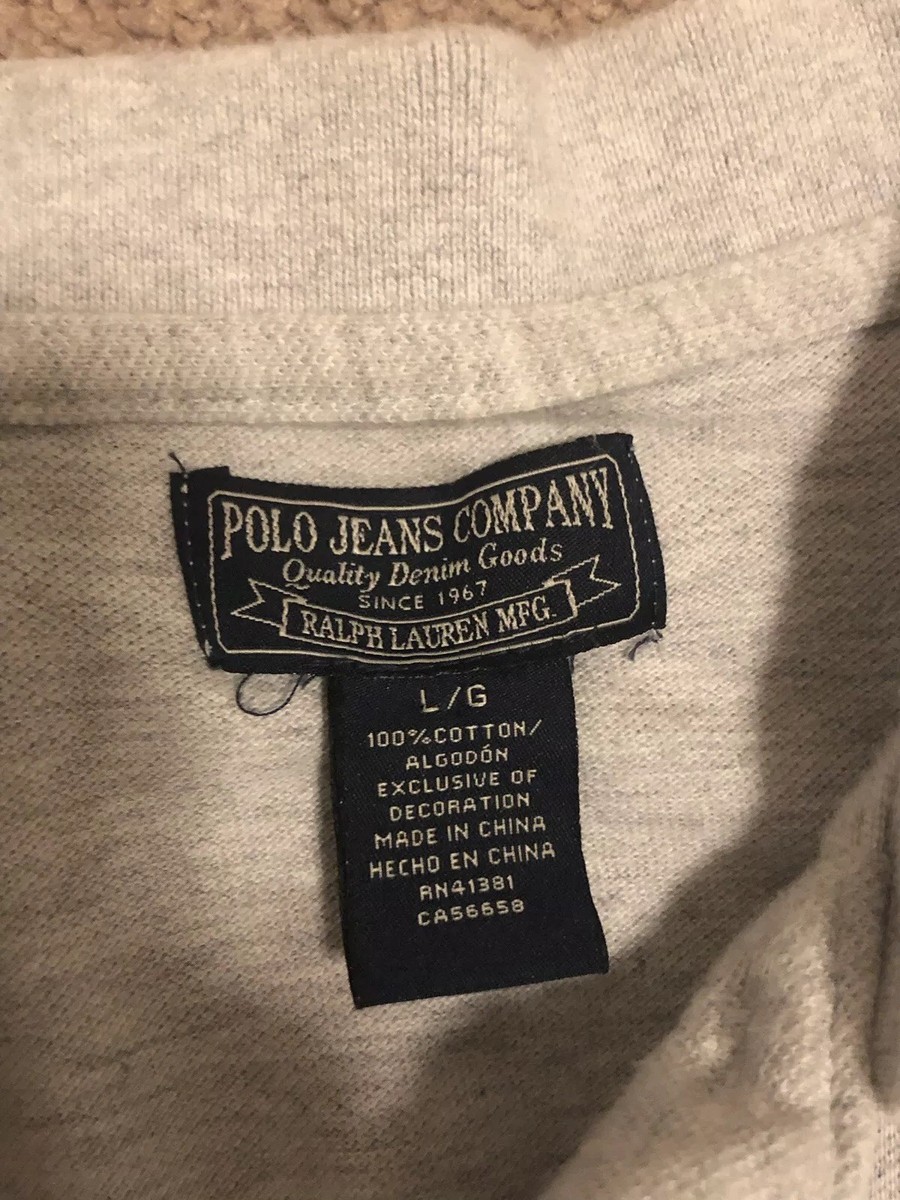 POLO JEANS COMPANY
Quality Denim Goods
SINCE 1967
RALPH LAUREN MFG.
L/G
100%COTTON/
ALGODÓN
EXCLUSIVE OF
DECORATION
MADE IN CHINA
HECHO EN CHINA
RN41381
CA56658